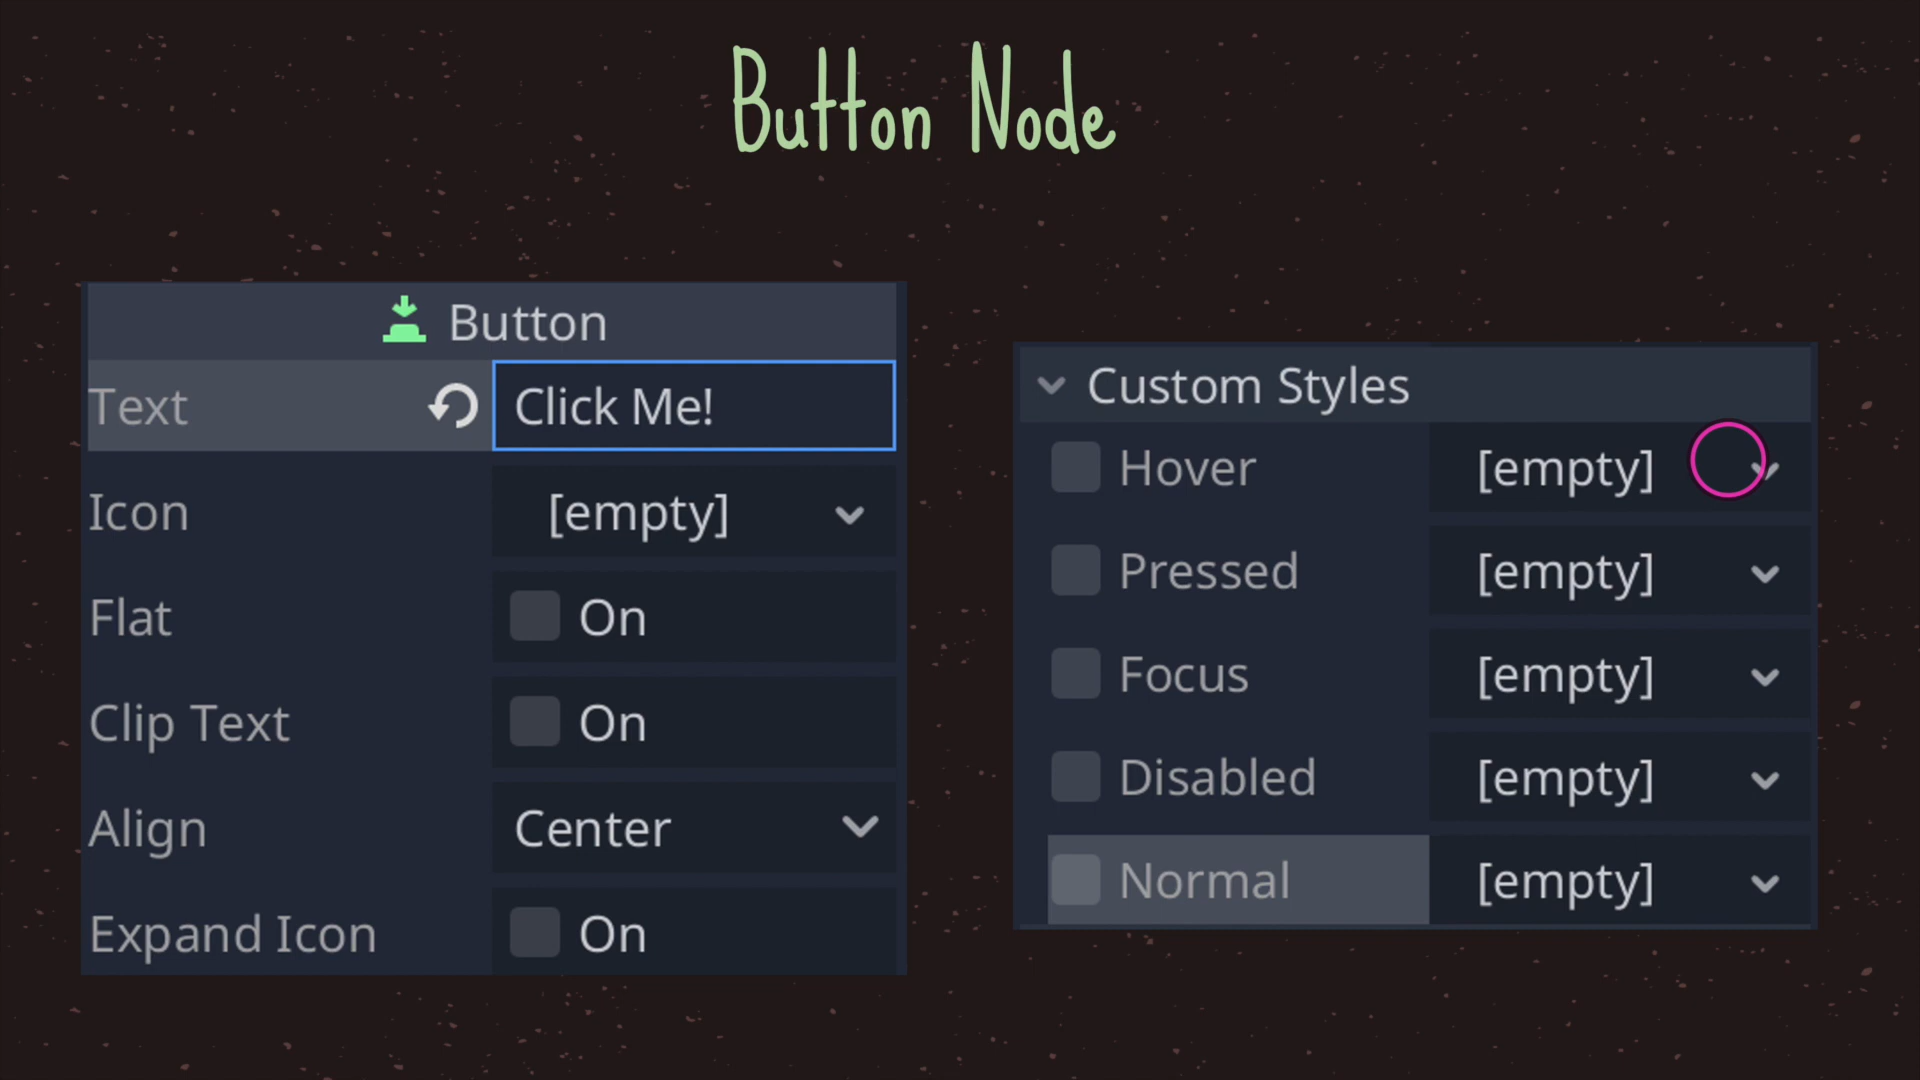 Button Node
Button
Text Click Me!
Icon [empty]
Flat On
Clip Text On
Align Center
Expand Icon On
Custom Styles
Hover [empty]
Pressed [empty]
Focus [empty]
Disabled [empty]
Normal [empty]